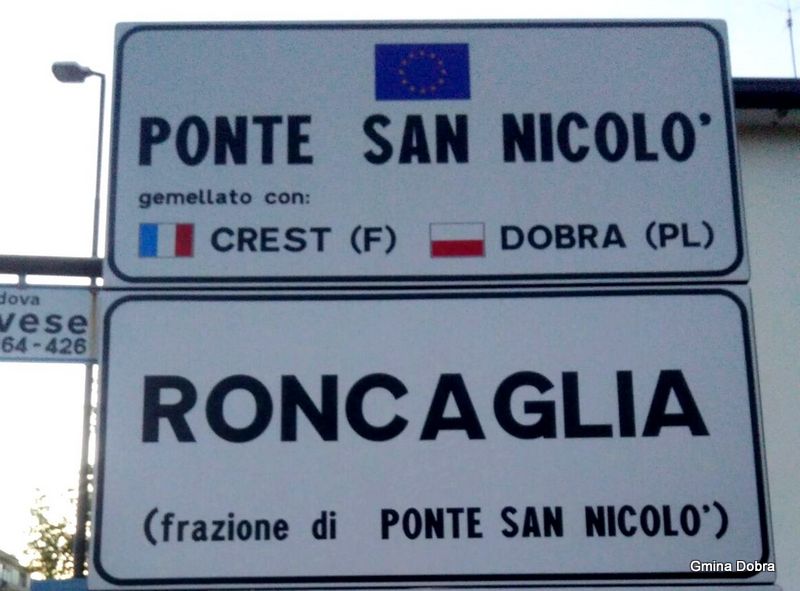 PONTE SAN NICOLO'
gemellato con:
CREST (F) DOBRA (PL)
dova
vese
64-426
RONCAGLIA
(frazione di PONTE SAN NICOLO')
Gmina Dobra